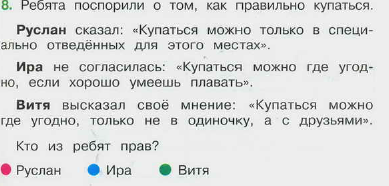 8. Ребята поспорили о том, как правильно купаться.
Руслан сказал: «Купаться можно только в специ-
ально отведённых для этого местах».
Ира не согласилась: «Купаться можно где угод-
но, если хорошо умеешь плавать».
Витя высказал своё мнение: «Купаться можно
где угодно, только не в одиночку, а с друзьями».
Кто из ребят прав?
Руслан Ира Витя